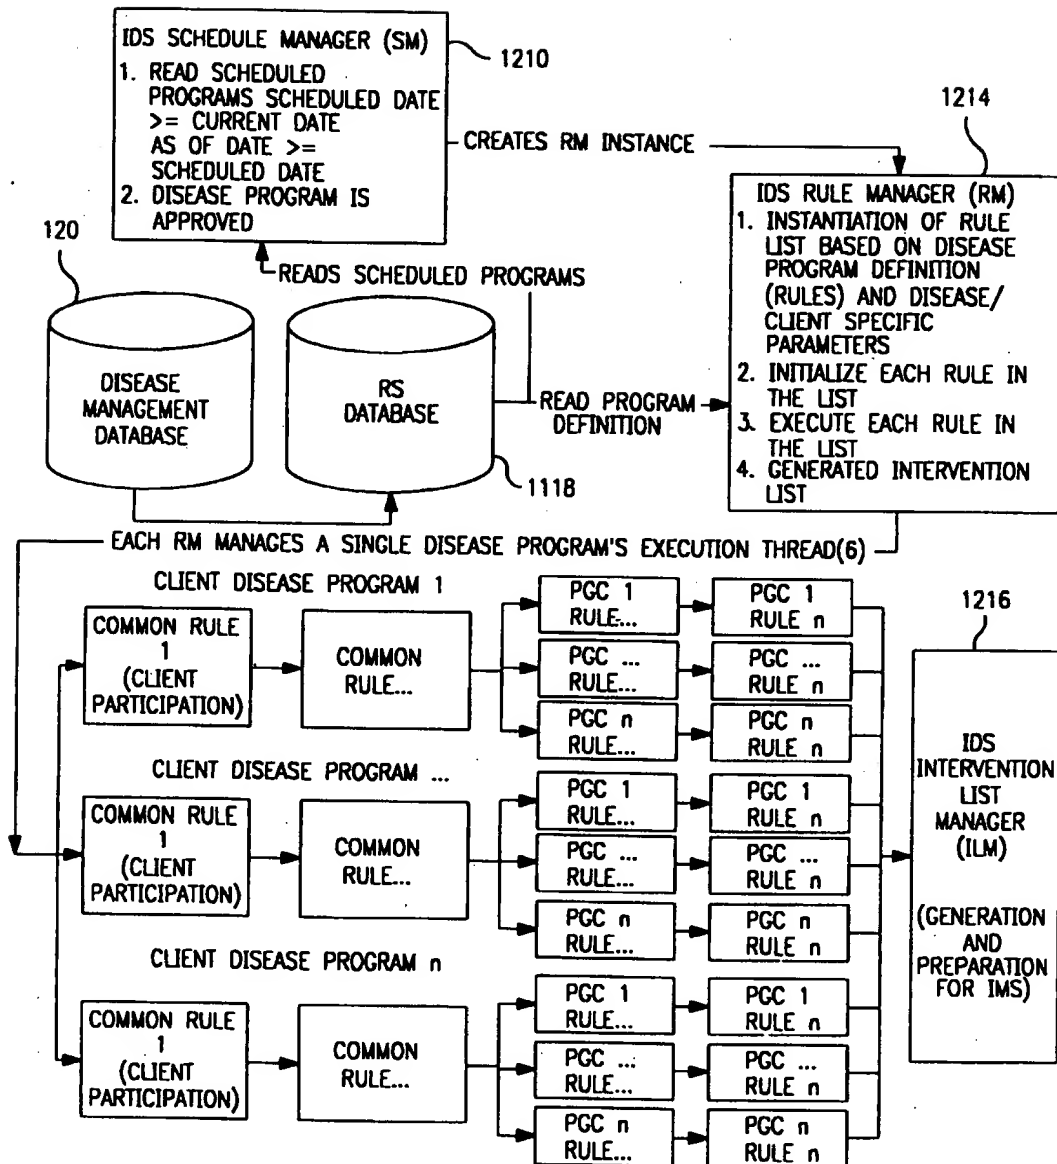 IDS SCHEDULE MANAGER (SM)
1. READ SCHEDULED
PROGRAMS SCHEDULED DATE
>= CURRENT DATE
AS OF DATE >=
SCHEDULED DATE
2. DISEASE PROGRAM IS
APPROVED
1210
CREATES RM INSTANCE
1214
IDS RULE MANAGER (RM)
1. INSTANTIATION OF RULE
LIST BASED ON DISEASE
PROGRAM DEFINITION
(RULES) AND DISEASE/
CLIENT SPECIFIC
PARAMETERS
2. INITIALIZE EACH RULE IN
THE LIST
3. EXECUTE EACH RULE IN
THE LIST
4. GENERATED INTERVENTION
LIST
120
READS SCHEDULED PROGRAMS
DISEASE
MANAGEMENT
DATABASE
RS
DATABASE
READ PROGRAM
DEFINITION
1118
EACH RM MANAGES A SINGLE DISEASE PROGRAM'S EXECUTION THREAD(6)
CLIENT DISEASE PROGRAM 1
COMMON RULE
1
(CLIENT
PARTICIPATION)
COMMON
RULE...
PGC 1
RULE...
PGC 1
RULE n
PGC ...
RULE...
PGC ...
RULE n
PGC n
RULE...
PGC n
RULE n
CLIENT DISEASE PROGRAM ...
COMMON RULE
1
(CLIENT
PARTICIPATION)
COMMON
RULE...
PGC 1
RULE...
PGC 1
RULE n
PGC ...
RULE...
PGC ...
RULE n
PGC n
RULE...
PGC n
RULE n
CLIENT DISEASE PROGRAM n
COMMON RULE
1
(CLIENT
PARTICIPATION)
COMMON
RULE...
PGC 1
RULE...
PGC 1
RULE n
PGC ...
RULE...
PGC ...
RULE n
PGC n
RULE...
PGC n
RULE n
1216
IDS
INTERVENTION
LIST
MANAGER
(ILM)
(GENERATION
AND
PREPARATION
FOR IMS)